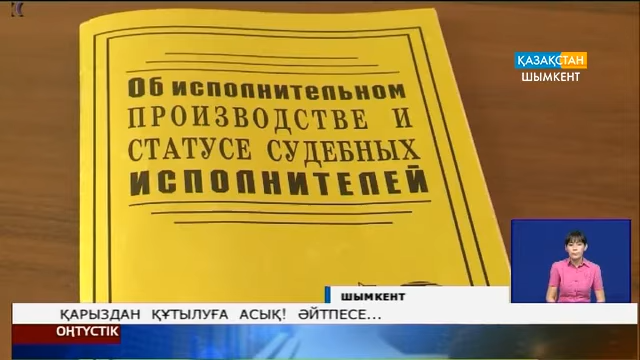 ҚАЗАҚСТАН
ШЫМКЕНТ
Об исполнительном
ПРОИЗВОДСТВЕ И
СТАТУСЕ СУДЕБНЫХ
ИСПОЛНИТЕЛЕЙ
ШЫМКЕНТ
ҚАРЫЗДАН ҚҰТЫЛУҒА АСЫҚ! ӘЙТПЕСЕ...
ОҢТҮСТІК